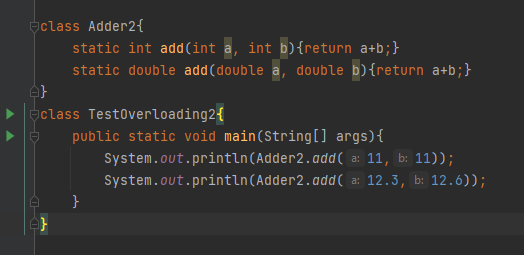 class Adder2{
static int add(int a, int b){return a+b;}
static double add(double a, double b){return a+b;}
}
class TestOverloading2{
public static void main(String[] args){
System.out.println(Adder2.add( a: 11, b: 11));
System.out.println(Adder2.add( a: 12.3, b: 12.6));
}
}